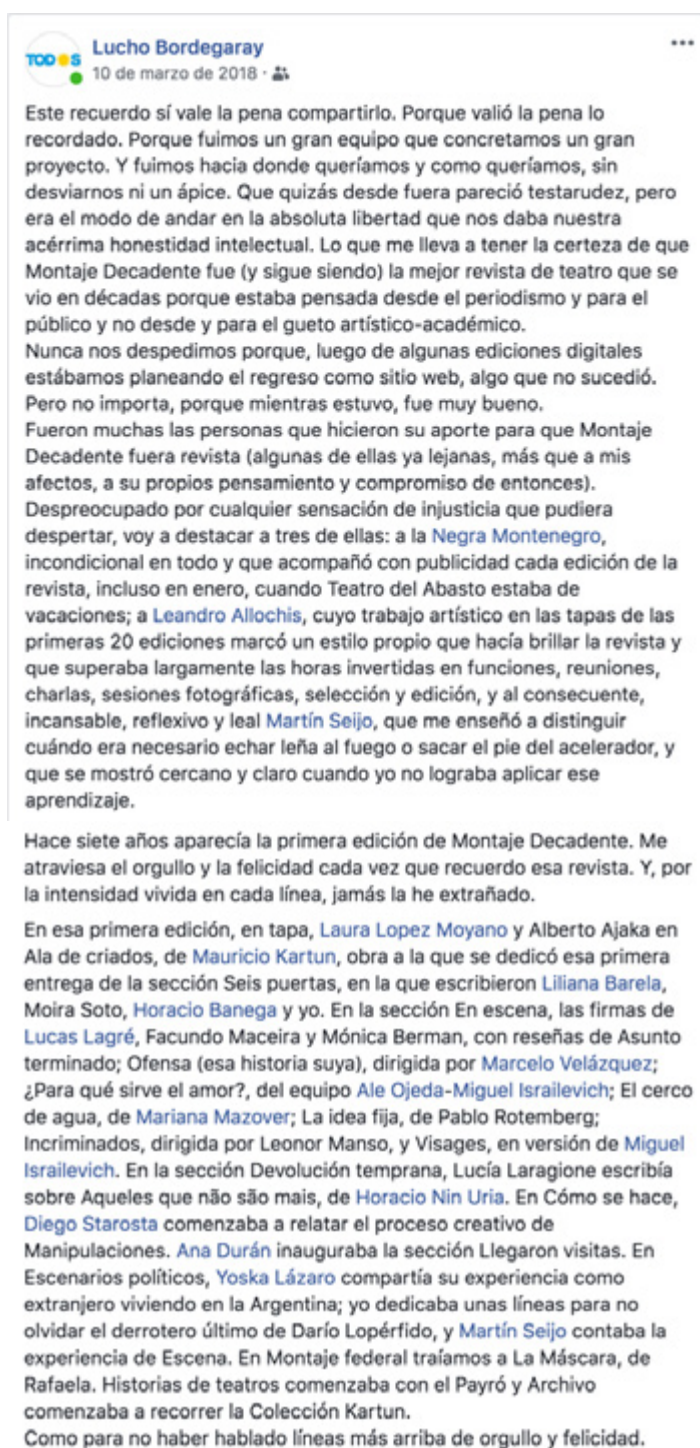 TODOS
Lucho Bordegaray
10 de marzo de 2018 ·
Este recuerdo sí vale la pena compartirlo. Porque valió la pena lo
recordado. Porque fuimos un gran equipo que concretamos un gran
proyecto. Y fuimos hacia donde queríamos y como queríamos, sin
desviarnos ni un ápice. Que quizás desde fuera pareció testarudez, pero
era el modo de andar en la absoluta libertad que nos daba nuestra
acérrima honestidad intelectual. Lo que me lleva a tener la certeza de que
Montaje Decadente fue (y sigue siendo) la mejor revista de teatro que se
vio en décadas porque estaba pensada desde el periodismo y para el
público y no desde y para el gueto artístico-académico.
Nunca nos despedimos porque, luego de algunas ediciones digitales
estábamos planeando el regreso como sitio web, algo que no sucedió.
Pero no importa, porque mientras estuvo, fue muy bueno.
Fueron muchas las personas que hicieron su aporte para que Montaje
Decadente fuera revista (algunas de ellas ya lejanas, más que a mis
afectos, a su propios pensamiento y compromiso de entonces).
Despreocupado por cualquier sensación de injusticia que pudiera
despertar, voy a destacar a tres de ellas: a la Negra Montenegro,
incondicional en todo y que acompañó con publicidad cada edición de la
revista, incluso en enero, cuando Teatro del Abasto estaba de
vacaciones; a Leandro Allochis, cuyo trabajo artístico en las tapas de las
primeras 20 ediciones marcó un estilo propio que hacía brillar la revista y
que superaba largamente las horas invertidas en funciones, reuniones,
charlas, sesiones fotográficas, selección y edición, y al consecuente,
incansable, reflexivo y leal Martín Seijo, que me enseñó a distinguir
cuándo era necesario echar leña al fuego o sacar el pie del acelerador, y
que se mostró cercano y claro cuando yo no lograba aplicar ese
aprendizaje.
Hace siete años aparecía la primera edición de Montaje Decadente. Me
atraviesa el orgullo y la felicidad cada vez que recuerdo esa revista. Y, por
la intensidad vivida en cada línea, jamás la he extrañado.
En esa primera edición, en tapa, Laura Lopez Moyano y Alberto Ajaka en
Ala de criados, de Mauricio Kartun, obra a la que se dedicó esa primera
entrega de la sección Seis puertas, en la que escribieron Liliana Barela,
Moira Soto, Horacio Banega y yo. En la sección En escena, las firmas de
Lucas Lagré, Facundo Maceira y Mónica Berman, con reseñas de Asunto
terminado; Ofensa (esa historia suya), dirigida por Marcelo Velázquez;
¿Para qué sirve el amor?, del equipo Ale Ojeda-Miguel Israilevich; El cerco
de agua, de Mariana Mazover; La idea fija, de Pablo Rotemberg;
Incriminados, dirigida por Leonor Manso, y Visages, en versión de Miguel
Israilevich. En la sección Devolución temprana, Lucía Laragione escribía
sobre Aqueles que não são mais, de Horacio Nin Uria. En Cómo se hace,
Diego Starosta comenzaba a relatar el proceso creativo de
Manipulaciones. Ana Durán inauguraba la sección Llegaron visitas. En
Escenarios políticos, Yoska Lázaro compartía su experiencia como
extranjero viviendo en la Argentina; yo dedicaba unas líneas para no
olvidar el derrotero último de Darío Lopérfido, y Martín Seijo contaba la
experiencia de Escena. En Montaje federal traíamos a La Máscara, de
Rafaela. Historias de teatros comenzaba con el Payró y Archivo
comenzaba a recorrer la Colección Kartun.
Como para no haber hablado líneas más arriba de orgullo y felicidad.